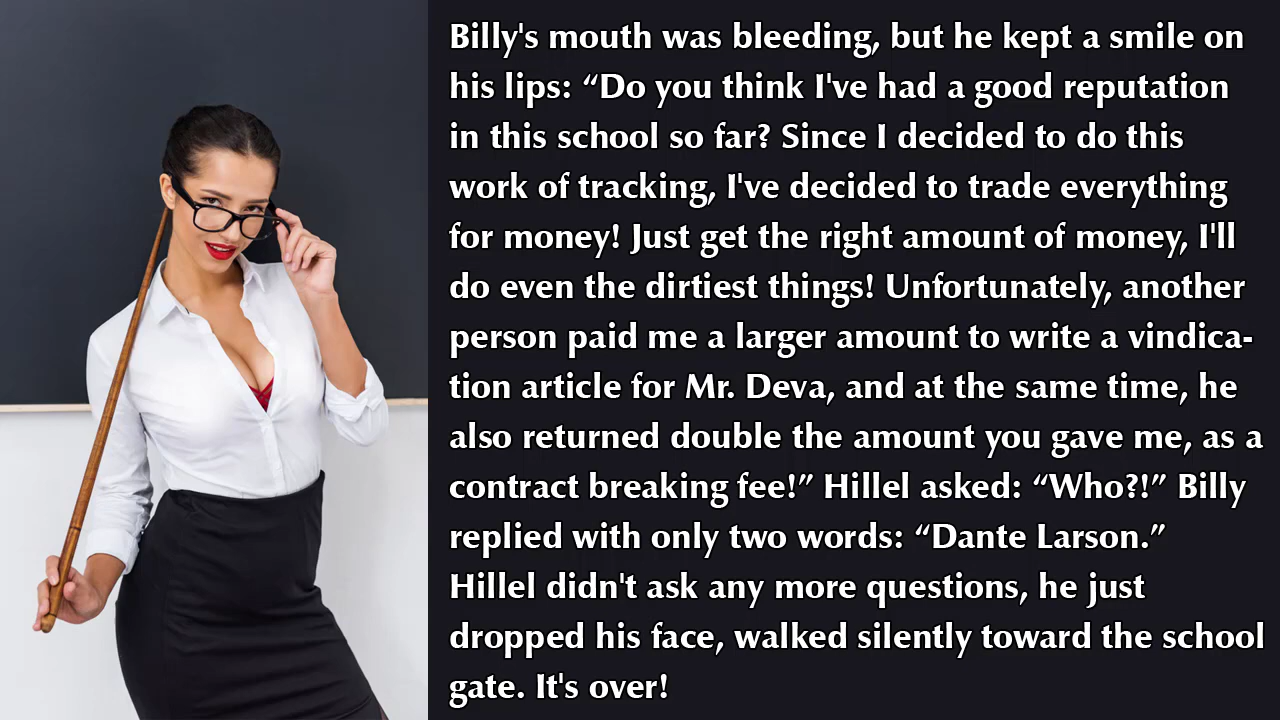 Billy's mouth was bleeding, but he kept a smile on
his lips: “Do you think I've had a good reputation
in this school so far? Since I decided to do this
work of tracking, I've decided to trade everything
for money! Just get the right amount of money, I'll
do even the dirtiest things! Unfortunately, another
person paid me a larger amount to write a vindica-
tion article for Mr. Deva, and at the same time, he
also returned double the amount you gave me, as a
contract breaking fee!” Hillel asked: “Who?!” Billy
replied with only two words: “Dante Larson.”
Hillel didn't ask any more questions, he just
dropped his face, walked silently toward the school
gate. It's over!